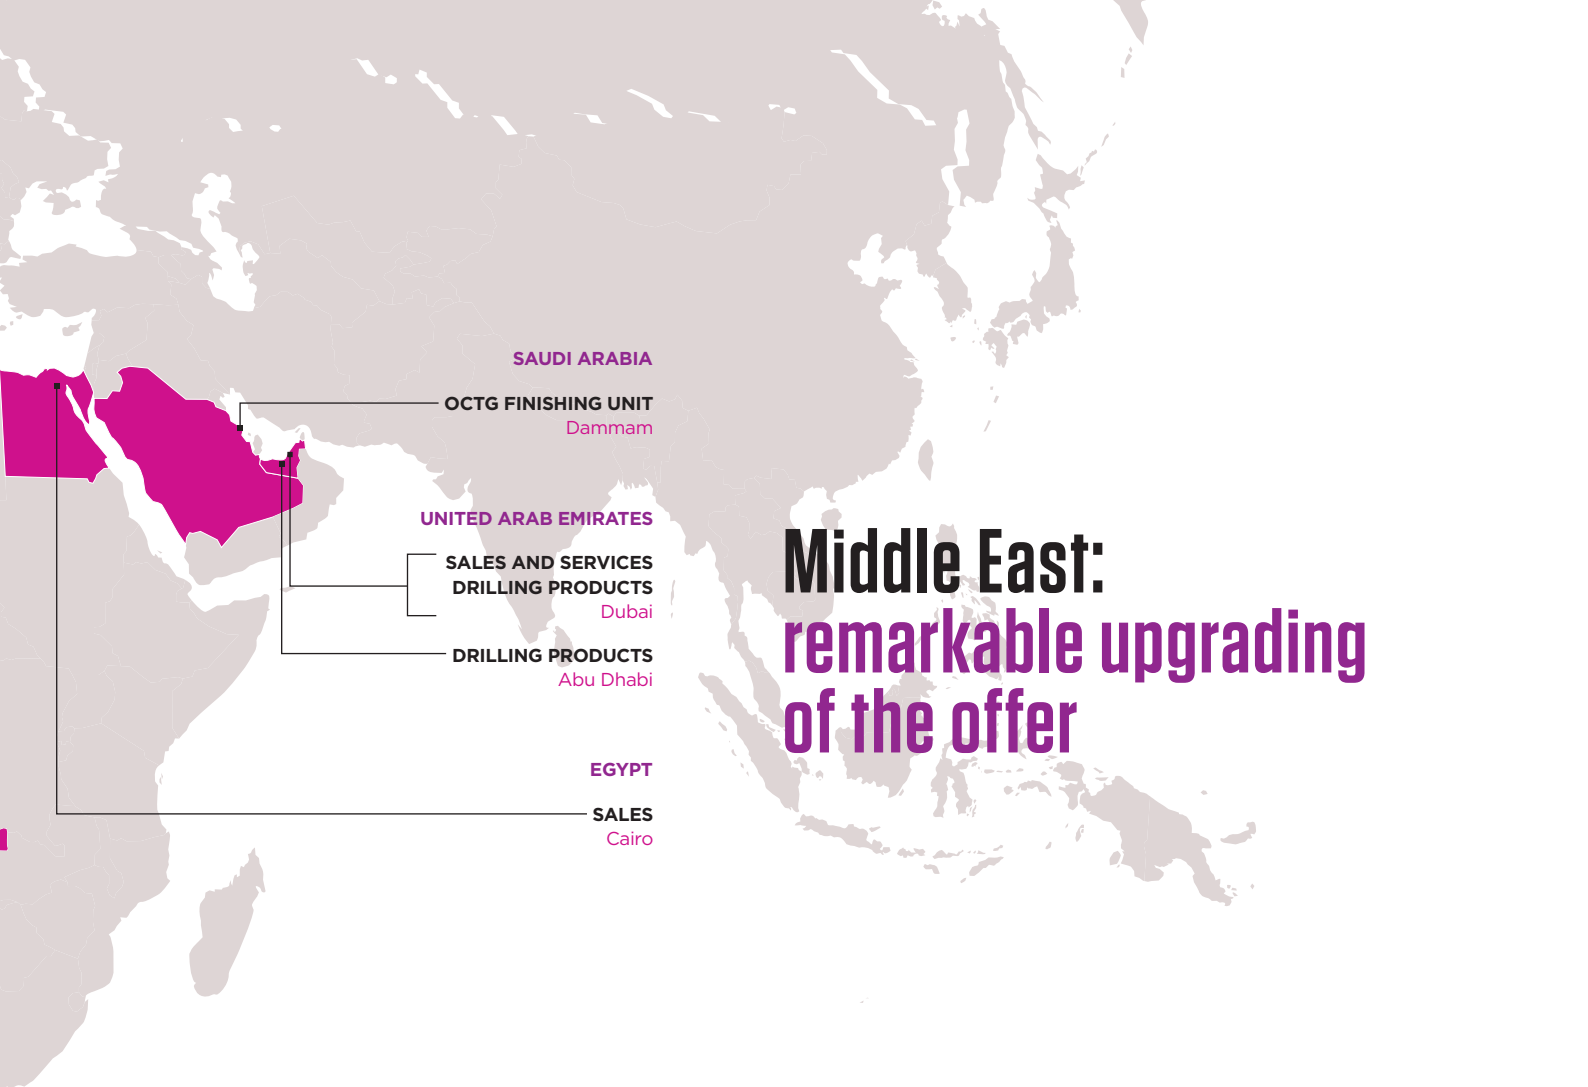 SAUDI ARABIA
OCTG FINISHING UNIT
Dammam
UNITED ARAB EMIRATES
SALES AND SERVICES
DRILLING PRODUCTS
Dubai
DRILLING PRODUCTS
Abu Dhabi
EGYPT
SALES
Cairo
Middle East:
remarkable upgrading
of the offer